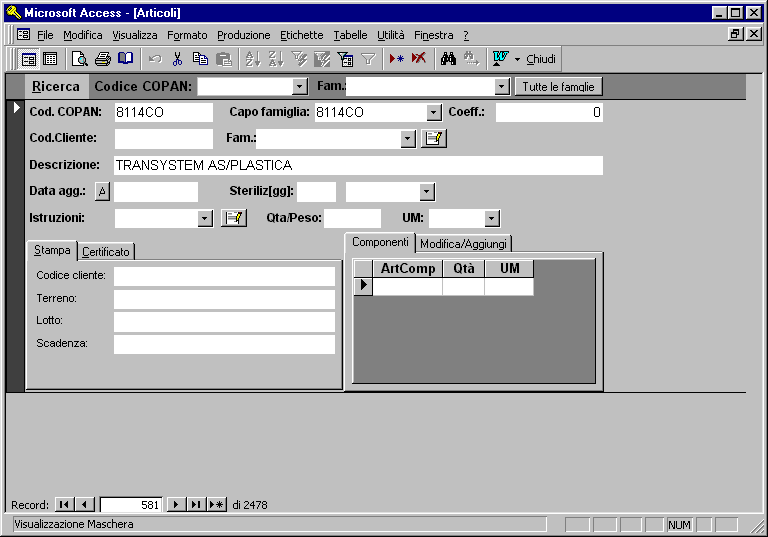 Microsoft Access - [Articoli]
File Modifica Visualizza Formato Produzione Etichette Tabelle Utilità Finestra ?
Chiudi
Ricerca Codice COPAN: Fam.: Tutte le famglie
Cod. COPAN: 8114CO Capo famiglia: 8114CO Coeff.: 0
Cod.Cliente: Fam.:
Descrizione: TRANSYSTEM AS/PLASTICA
Data agg.: A Steriliz[gg]:
Istruzioni: Qta/Peso: UM:
Stampa Certificato Componenti Modifica/Aggiungi
Codice cliente: ArtComp Qtà UM
Terreno:
Lotto:
Scadenza:
Record: 581 di 2478
Visualizzazione Maschera NUM